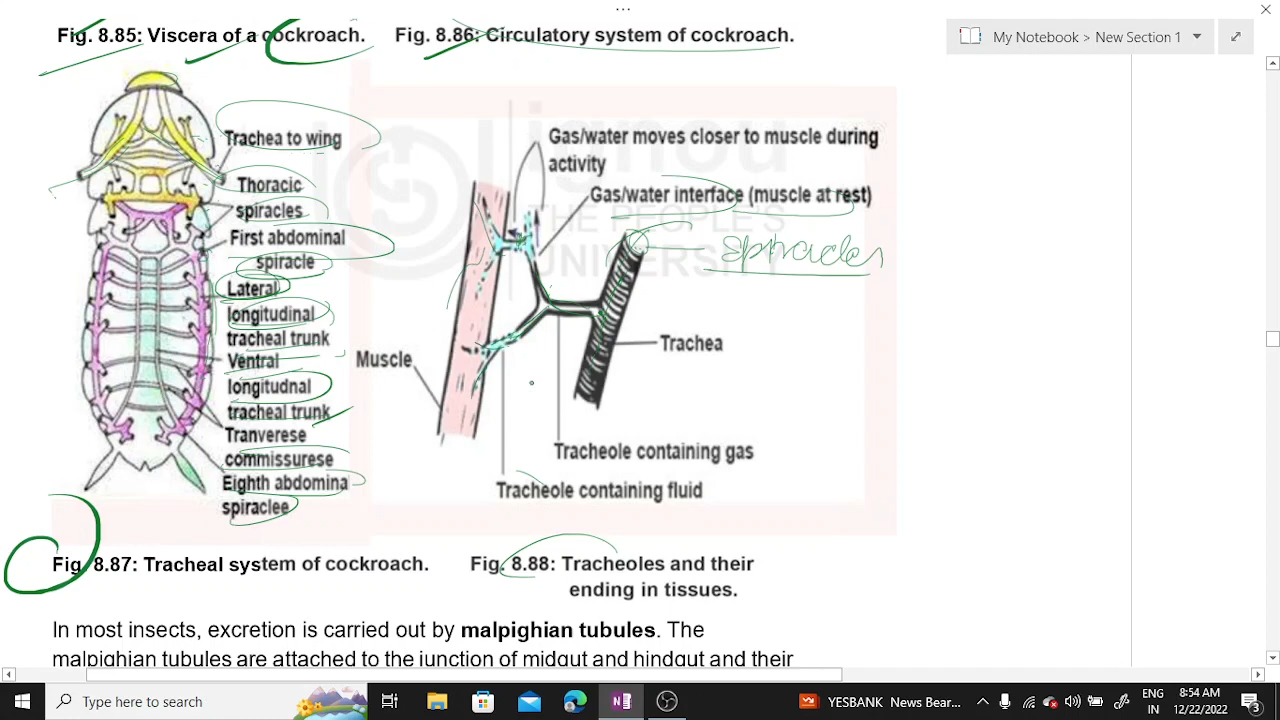 ...
Fig. 8.85: Viscera of a cockroach.
Fig. 8.86: Circulatory system of cockroach.
My Notebook > New Section 1
Trachea to wing
Thoracic
spiracles
First abdominal
spiracle
Lateral
longitudinal
tracheal trunk
Ventral
longitudnal
tracheal trunk
Tranverese
commissurese
Eighth abdomina
spiraclee
Gas/water moves closer to muscle during
activity
Gas/water interface (muscle at rest)
ignou
THE PEOPLE'S
UNIVERSITY
Spiracles
Trachea
Muscle
Tracheole containing gas
Tracheole containing fluid
Fig. 8.87: Tracheal system of cockroach.
Fig. 8.88: Tracheoles and their
ending in tissues.
In most insects, excretion is carried out by malpighian tubules. The
malpighian tubules are attached to the junction of midgut and hindgut and their
Type here to search
YESBANK News Bear...
ENG
IN
12/22/2022
3